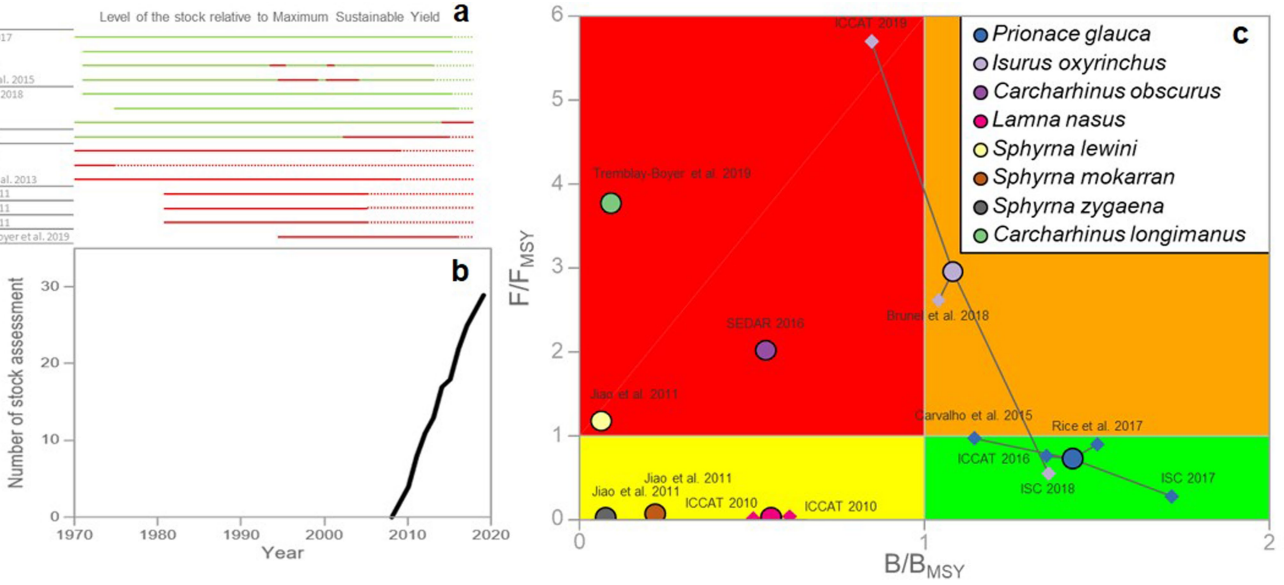 Level of the stock relative to Maximum Sustainable Yield
a
17
al. 2015
2018
al. 2013
11
11
11
oyer et al. 2019
b
Number of stock assessment
30
20
10
0
1970 1980 1990 2000 2010 2020
Year
c
F/FMSY
6
5
4
3
2
1
0
ICCAT 2019
Prionace glauca
Isurus oxyrinchus
Carcharhinus obscurus
Lamna nasus
Sphyrna lewini
Sphyrna mokarran
Sphyrna zygaena
Carcharhinus longimanus
Tremblay-Boyer et al. 2019
Brunel et al. 2018
SEDAR 2016
Jiao et al. 2011
Carvalho et al. 2015
Rice et al. 2017
ICCAT 2016
ISC 2018
ISC 2017
Jiao et al. 2011
Jiao et al. 2011
ICCAT 2010
ICCAT 2010
0 1 2
B/BMSY